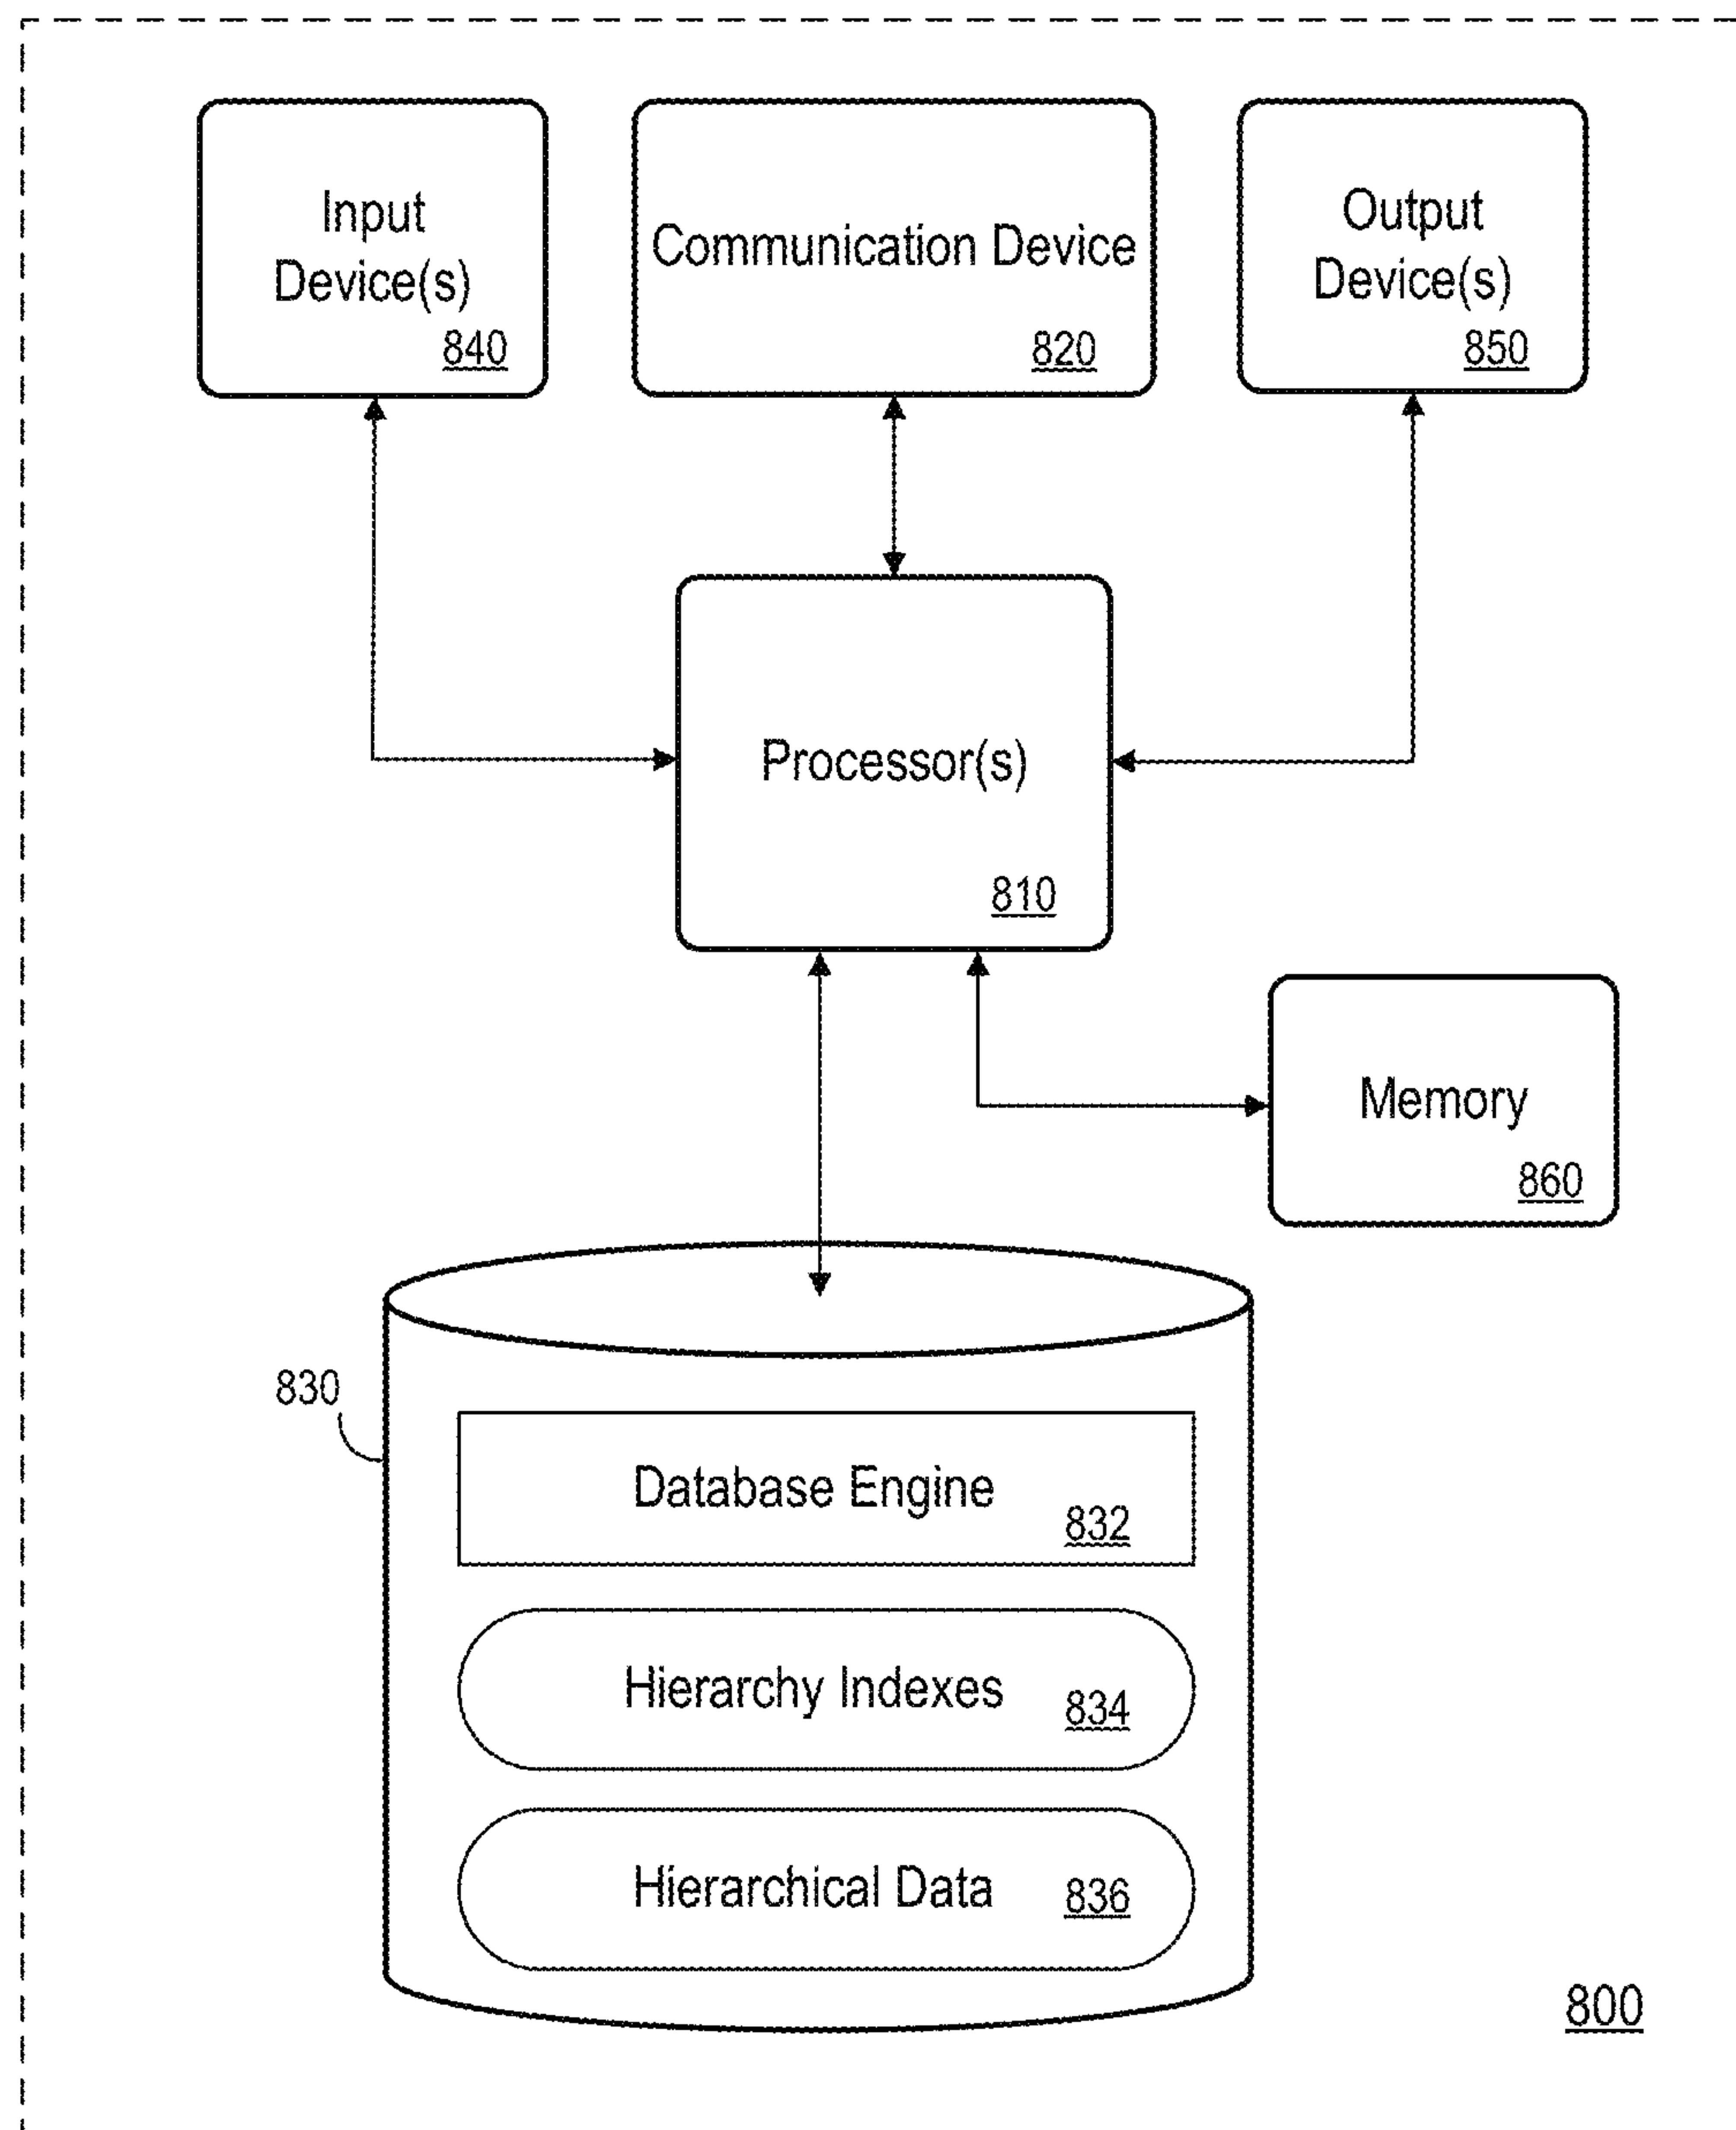 Input
Device(s)
840
Communication Device
820
Output
Device(s)
850
Processor(s)
810
Memory
860
830
Database Engine
832
Hierarchy Indexes
834
Hierarchical Data
836
800